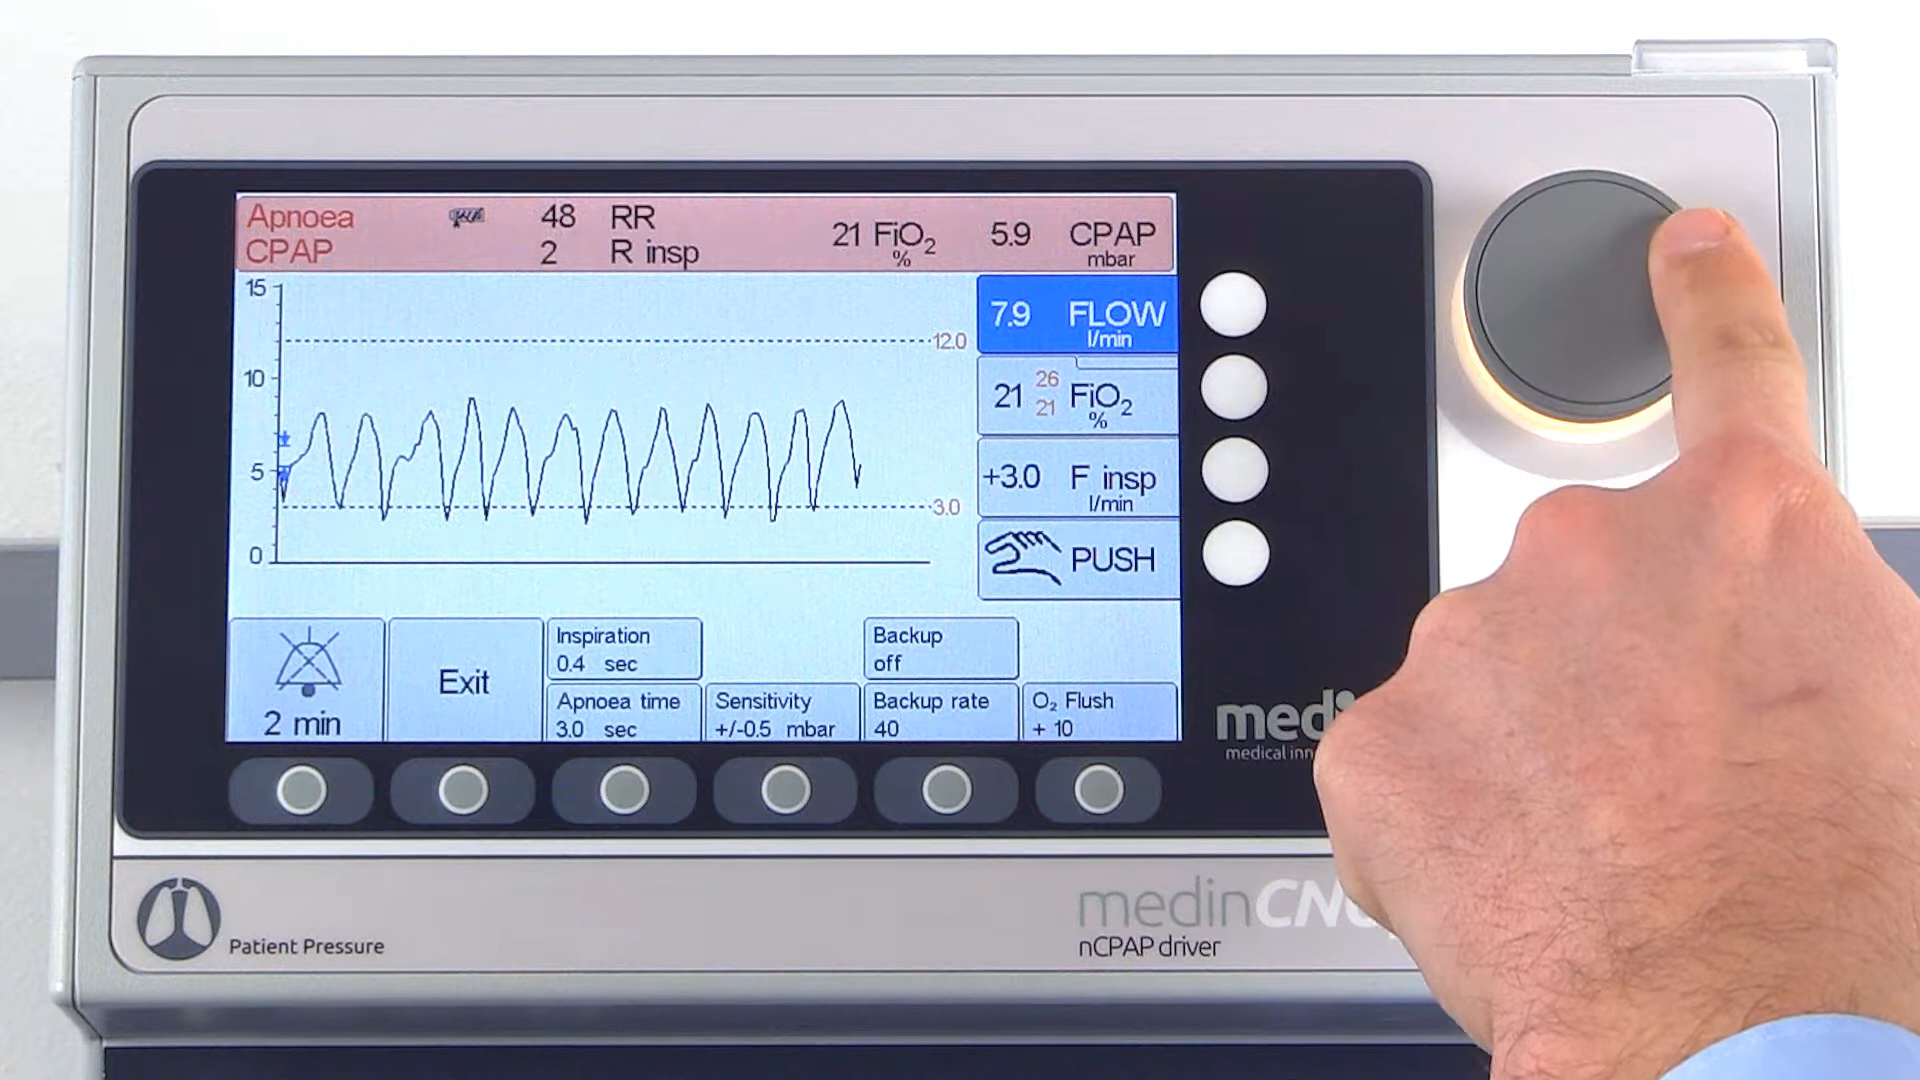 Apnoea 48 RR
CPAP 2 R insp
21 FiO₂ % 5.9 CPAP mbar
15
12.0
10
5
3.0
0
7.9 FLOW
l/min
26
21 FiO₂
21
%
+3.0 F insp
l/min
PUSH
2 min
Exit
Inspiration
0.4 sec
Apnoea time
3.0 sec
Sensitivity
+/-0.5 mbar
Backup
off
Backup rate
40
O₂ Flush
+ 10
medi
medical inn
medinCN
nCPAP driver
Patient Pressure